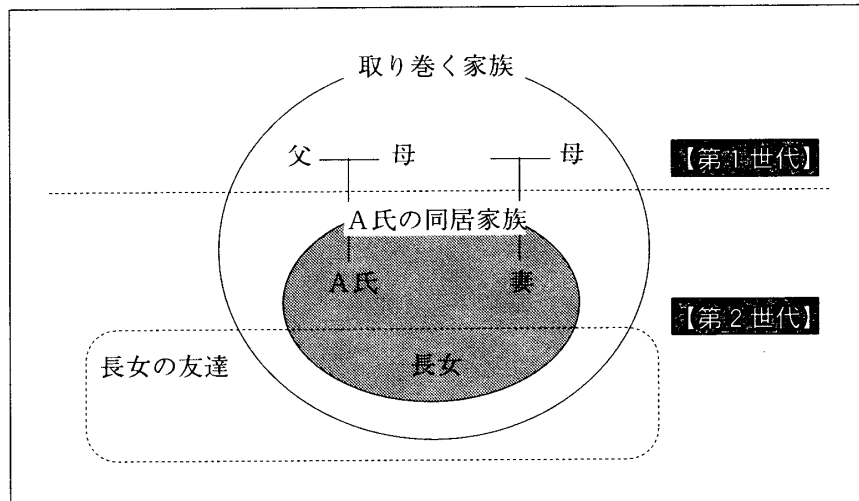 取り巻く家族
父 母 母
【第1世代】
A氏の同居家族
A氏 妻
【第2世代】
長女の友達 長女